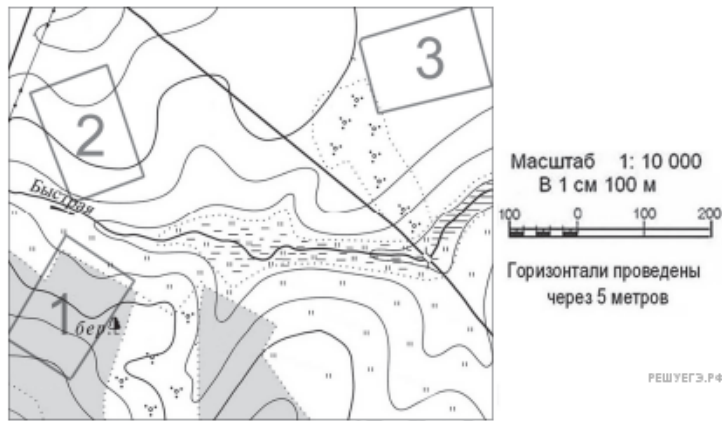 3
2
Быстрая
1
бер.
Масштаб 1: 10 000
В 1 см 100 м
100 0 100 200
Горизонтали проведены
через 5 метров
РЕШУЕГЭ.РФ